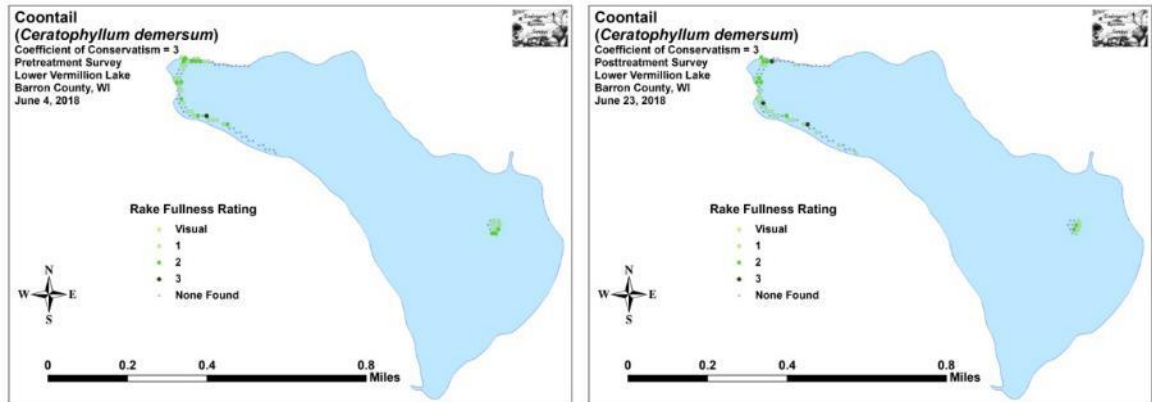 Coontail
(Ceratophyllum demersum)
Coefficient of Conservatism = 3
Pretreatment Survey
Lower Vermillion Lake
Barron County, WI
June 4, 2018
Rake Fullness Rating
Visual
1
2
3
None Found
N
W E
S
0 0.2 0.4 0.8
Miles
Coontail
(Ceratophyllum demersum)
Coefficient of Conservatism = 3
Posttreatment Survey
Lower Vermillion Lake
Barron County, WI
June 23, 2018
Rake Fullness Rating
Visual
1
2
3
None Found
N
W E
S
0 0.2 0.4 0.8
Miles